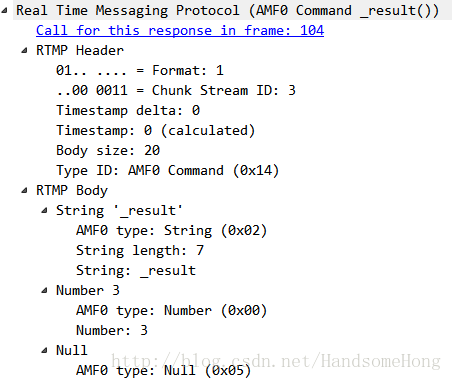 Real Time Messaging Protocol (AMF0 Command _result())
Call for this response in frame: 104
RTMP Header
01.. .... = Format: 1
..00 0011 = Chunk Stream ID: 3
Timestamp delta: 0
Timestamp: 0 (calculated)
Body size: 20
Type ID: AMF0 Command (0x14)
RTMP Body
String '_result'
AMF0 type: String (0x02)
String length: 7
String: _result
Number 3
AMF0 type: Number (0x00)
Number: 3
Null
http://blog.csdn.net/HandsomeHong
AMF0 type: Null (0x05)